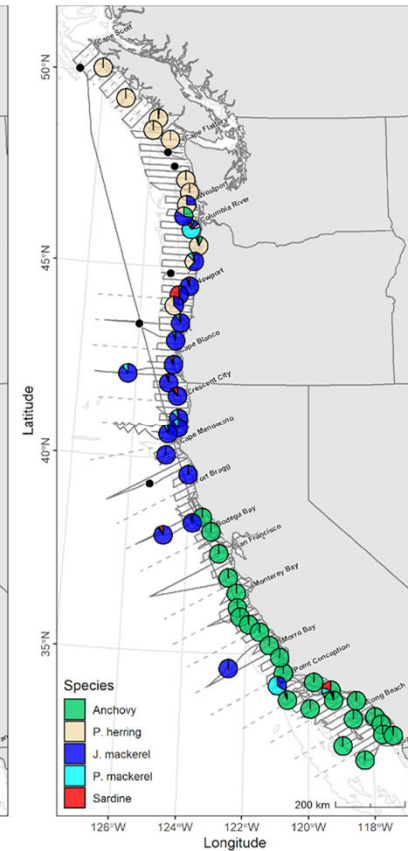 Cape Scott
50°N
Cape Flattery
Westport
Columbia River
45°N
Newport
Cape Blanco
Crescent City
Cape Mendocino
40°N
Fort Bragg
Bodega Bay
San Francisco
Monterey Bay
35°N
Morro Bay
Point Conception
Long Beach
Latitude
Species
Anchovy
P. herring
J. mackerel
P. mackerel
Sardine
200 km
126°W 124°W 122°W 120°W 118°W
Longitude